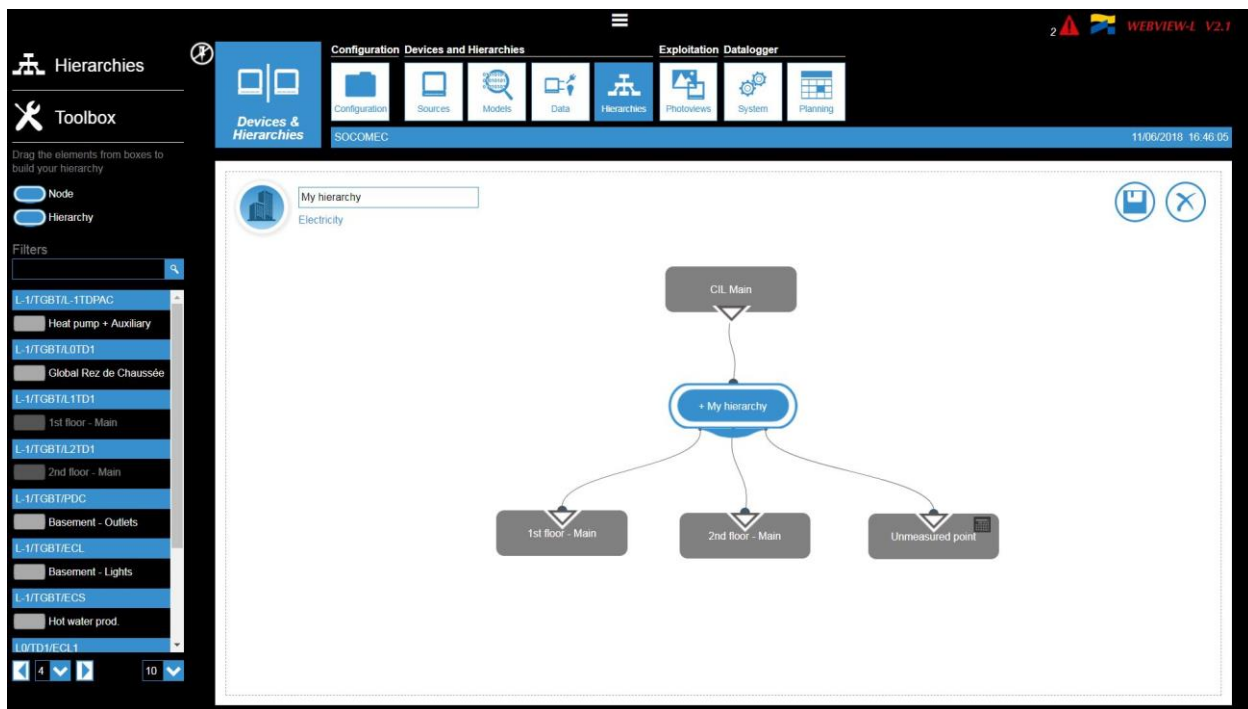 2
WEBVIEW-L V2.1
Hierarchies
Toolbox
Drag the elements from boxes to
build your hierarchy
Node
Hierarchy
Filters
L-1/TGBT/L-1TDPAC
Heat pump + Auxiliary
L-1/TGBT/L0TD1
Global Rez de Chaussée
L-1/TGBT/L1TD1
1st floor - Main
L-1/TGBT/L2TD1
2nd floor - Main
L-1/TGBT/PDC
Basement - Outlets
L-1/TGBT/ECL
Basement - Lights
L-1/TGBT/ECS
Hot water prod.
L0/TD1/ECL1
4
10
Devices &
Hierarchies
Configuration Devices and Hierarchies Exploitation Datalogger
Configuration Sources Models Data Hierarchies Photoviews System Planning
SOCOMEC 11/06/2018 16:46:05
My hierarchy
Electricity
CIL Main
+ My hierarchy
1st floor - Main 2nd floor - Main Unmeasured point